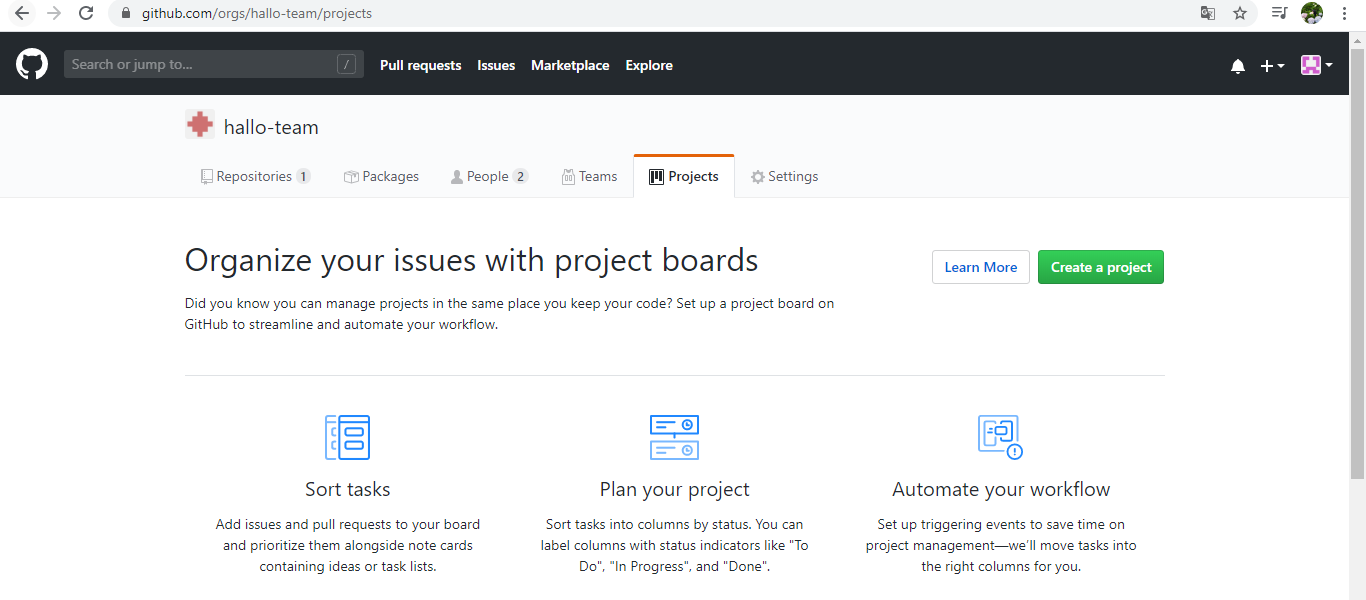 github.com/orgs/hallo-team/projects
Search or jump to... /
Pull requests Issues Marketplace Explore
hallo-team
Repositories 1 Packages People 2 Teams Projects Settings
Organize your issues with project boards
Learn More Create a project
Did you know you can manage projects in the same place you keep your code? Set up a project board on
GitHub to streamline and automate your workflow.
Sort tasks
Add issues and pull requests to your board
and prioritize them alongside note cards
containing ideas or task lists.
Plan your project
Sort tasks into columns by status. You can
label columns with status indicators like "To
Do", "In Progress", and "Done".
Automate your workflow
Set up triggering events to save time on
project management—we'll move tasks into
the right columns for you.